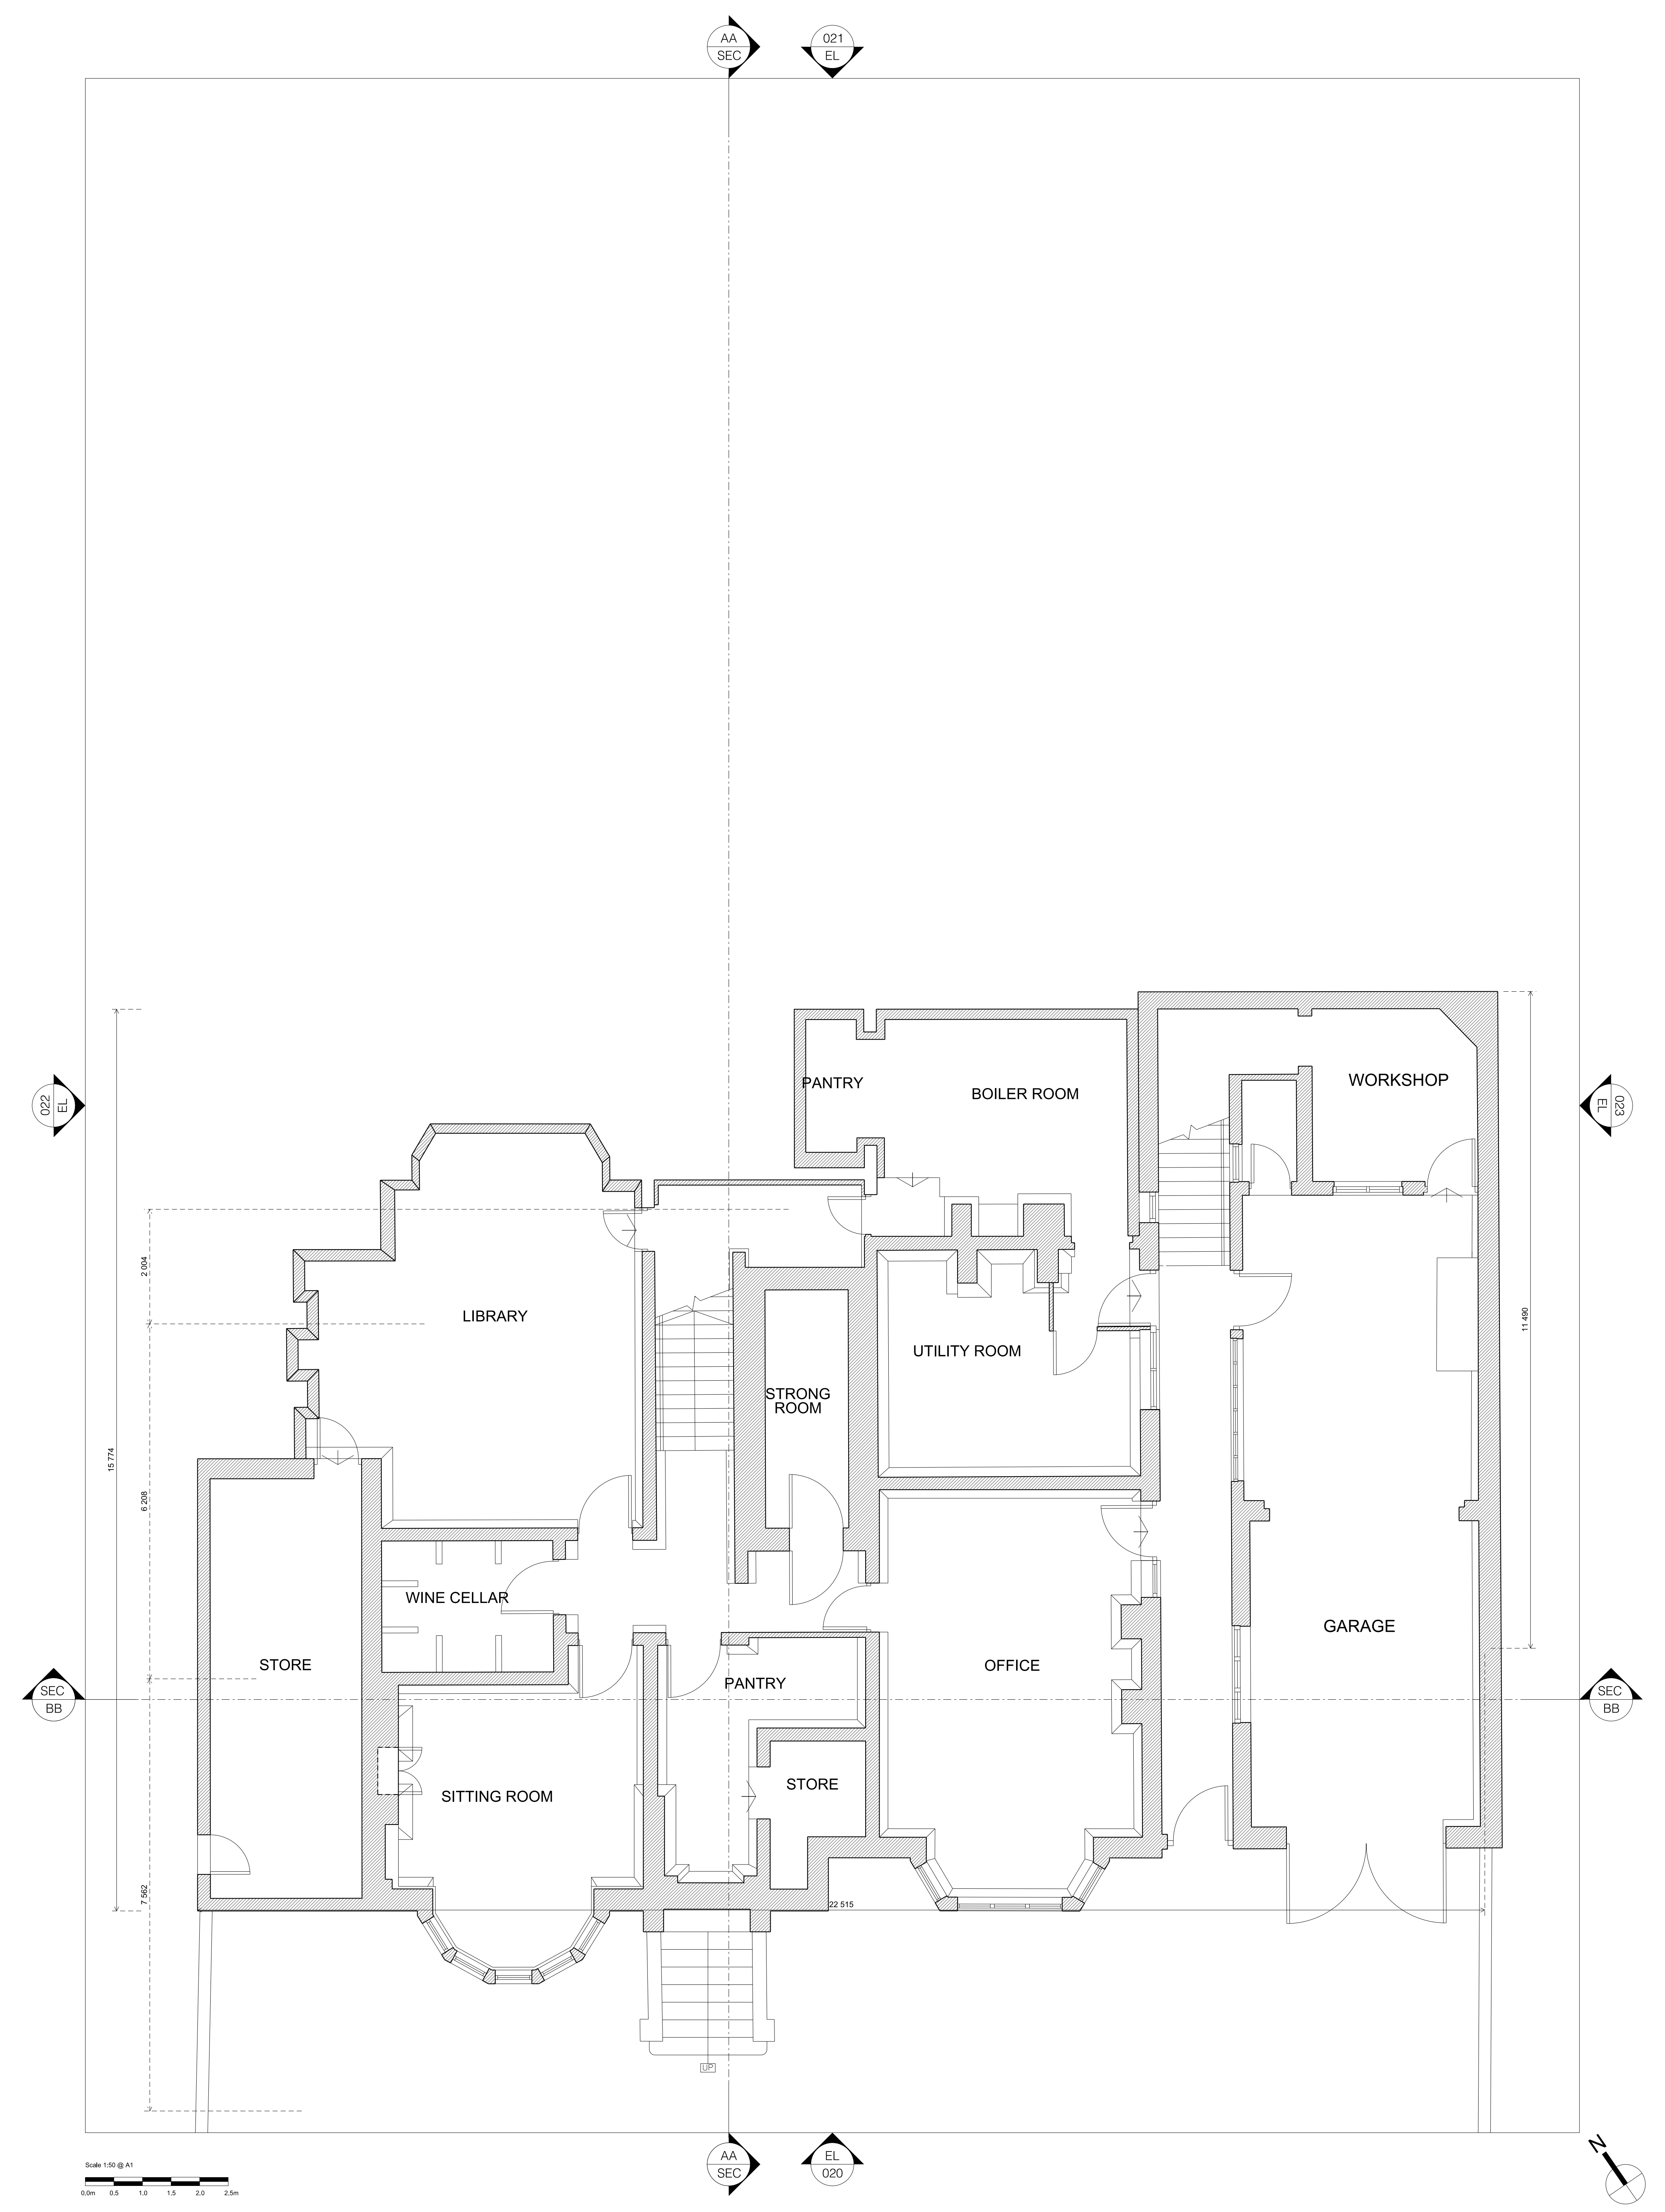 AA
SEC
021
EL
022
EL
023
EL
PANTRY
BOILER ROOM
WORKSHOP
2 004
LIBRARY
11 490
UTILITY ROOM
STRONG
ROOM
15 774
6 208
WINE CELLAR
GARAGE
STORE
OFFICE
PANTRY
SEC
BB
SEC
BB
STORE
SITTING ROOM
7 562
22 515
UP
AA
SEC
EL
020
N
Scale 1:50 @ A1
0.0m 0.5 1.0 1.5 2.0 2.5m